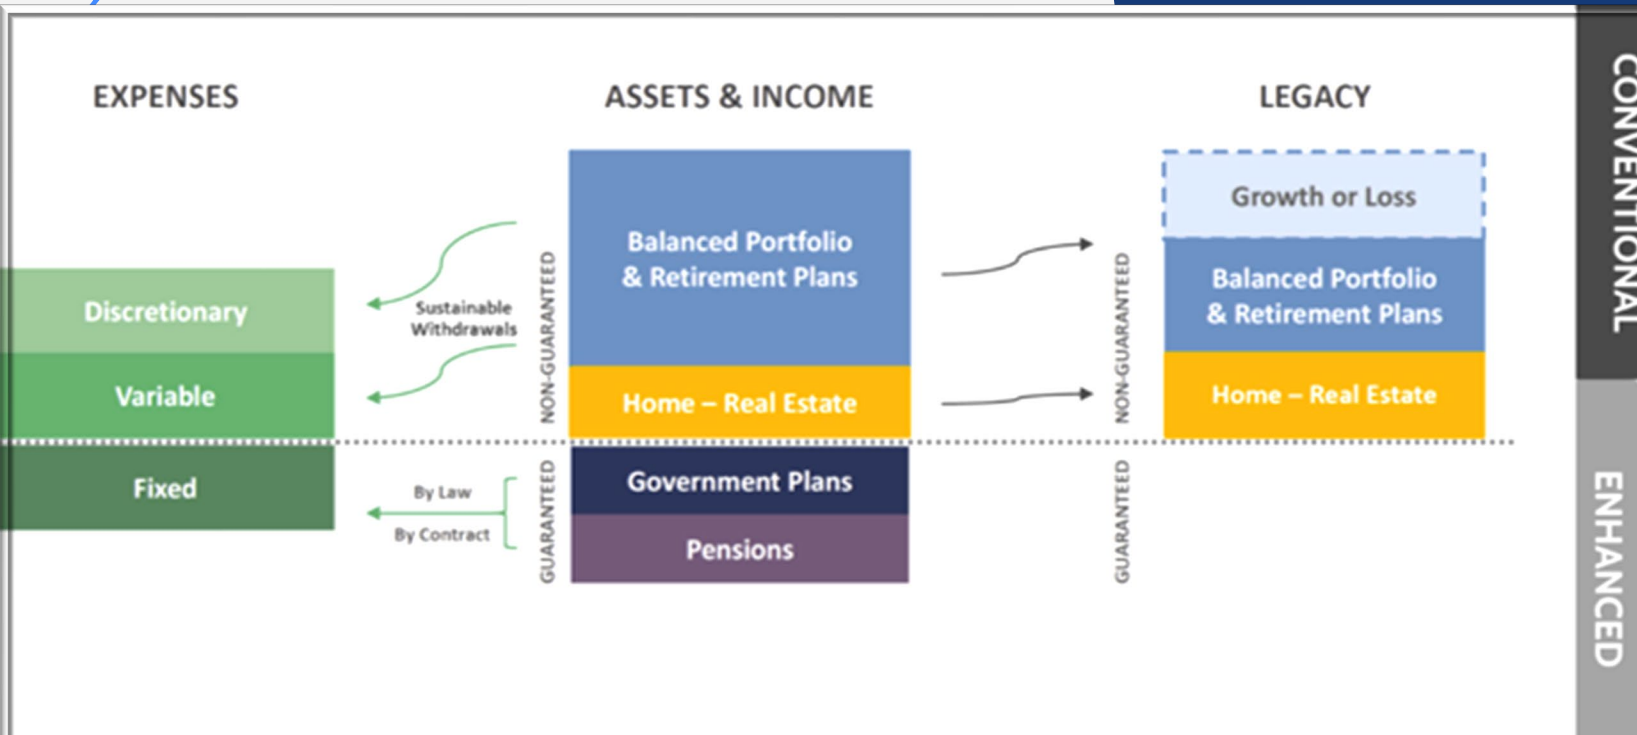 EXPENSES
ASSETS & INCOME
LEGACY
Discretionary
Variable
Fixed
Sustainable
Withdrawals
By Law
By Contract
NON-GUARANTEED
GUARANTEED
Balanced Portfolio
& Retirement Plans
Home – Real Estate
Government Plans
Pensions
NON-GUARANTEED
GUARANTEED
Growth or Loss
Balanced Portfolio
& Retirement Plans
Home – Real Estate
CONVENTIONAL
ENHANCED